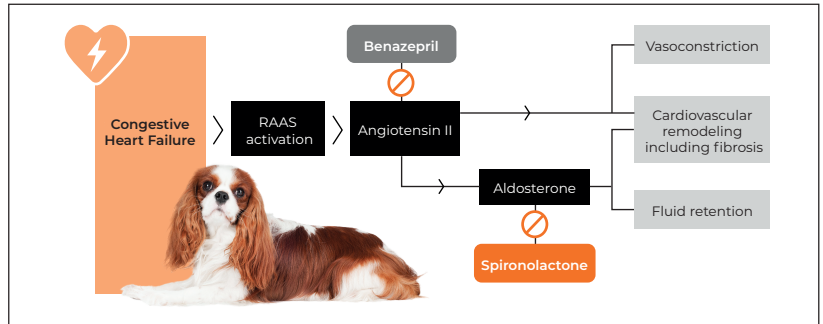 Benazepril
Vasoconstriction
Congestive
Heart Failure
RAAS
activation
Angiotensin II
Cardiovascular
remodeling
including fibrosis
Aldosterone
Fluid retention
Spironolactone